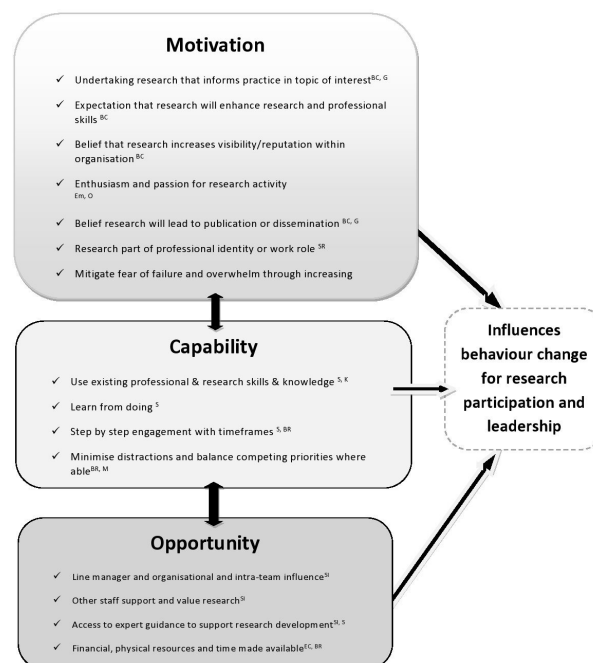 Motivation
✓ Undertaking research that informs practice in topic of interest BC, G
✓ Expectation that research will enhance research and professional
skills BC
✓ Belief that research increases visibility/reputation within
organisation BC
✓ Enthusiasm and passion for research activity
Em, O
✓ Belief research will lead to publication or dissemination BC, G
✓ Research part of professional identity or work role SR
✓ Mitigate fear of failure and overwhelm through increasing
Capability
✓ Use existing professional & research skills & knowledge S, K
✓ Learn from doing S
✓ Step by step engagement with timeframes S, BR
✓ Minimise distractions and balance competing priorities where
able BR, M
Opportunity
✓ Line manager and organisational and intra-team influence SI
✓ Other staff support and value research SI
✓ Access to expert guidance to support research development SI, S
✓ Financial, physical resources and time made available EC, BR
Influences
behaviour change
for research
participation and
leadership